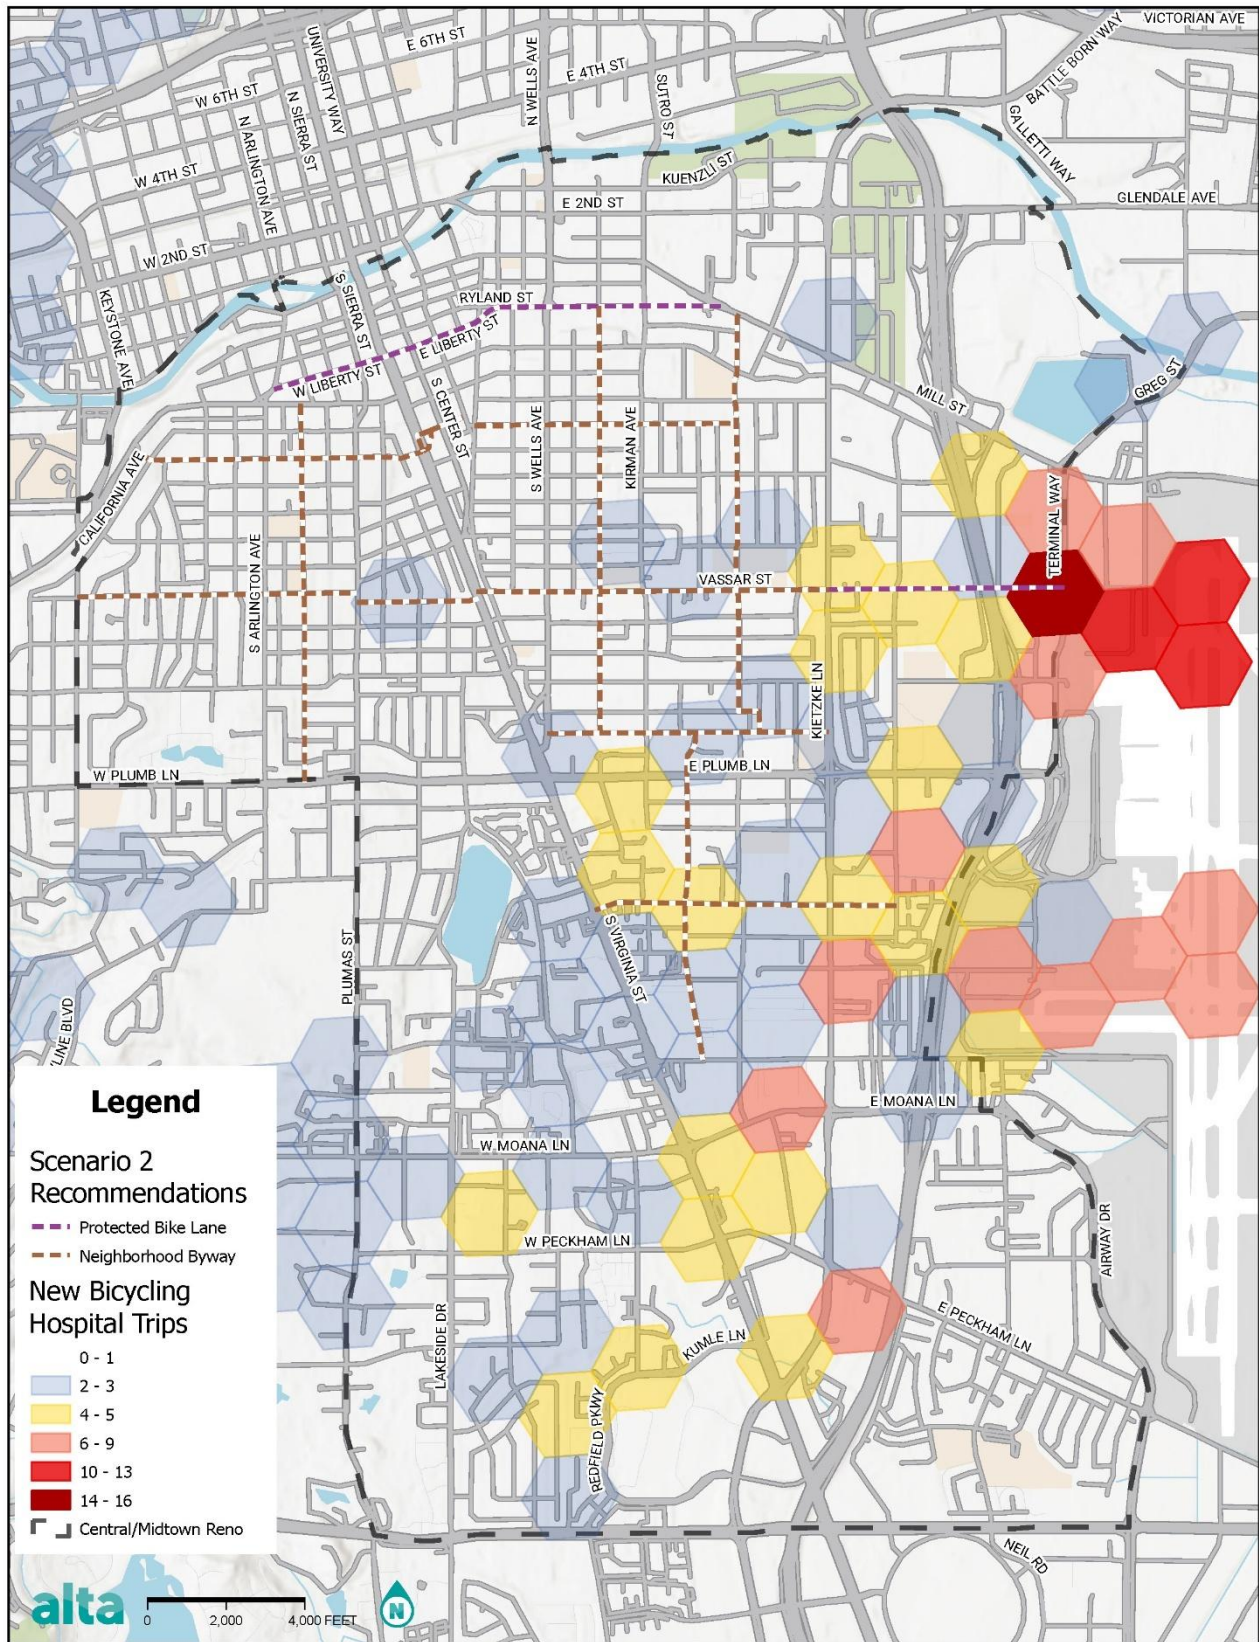 VICTORIAN AVE
E 6TH ST
UNIVERSITY WAY
N WELLS AVE
E 4TH ST
BATTLE BORN WAY
W 6TH ST
N SIERRA ST
SUTRO ST
N ARLINGTON AVE
GALLETTI WAY
W 4TH ST
KUENZLI ST
E 2ND ST
GLENDALE AVE
W 2ND ST
KEYSTONE AVE
S SIERRA ST
RYLAND ST
E LIBERTY ST
W LIBERTY ST
S CENTER ST
MILL ST
GREG ST
S WELLS AVE
KIRMAN AVE
CALIFORNIA AVE
TERMINAL WAY
S ARLINGTON AVE
VASSAR ST
KIETZKE LN
W PLUMB LN
E PLUMB LN
PLUMAS ST
S VIRGINIA ST
YLINE BLVD
E MOANA LN
W MOANA LN
W PECKHAM LN
AIRWAY DR
LAKESIDE DR
E PECKHAM LN
KUMLE LN
REDFIELD PKWY
NEIL RD
Legend
Scenario 2
Recommendations
Protected Bike Lane
Neighborhood Byway
New Bicycling
Hospital Trips
0 - 1
2 - 3
4 - 5
6 - 9
10 - 13
14 - 16
Central/Midtown Reno
alta
0 2,000 4,000 FEET
N